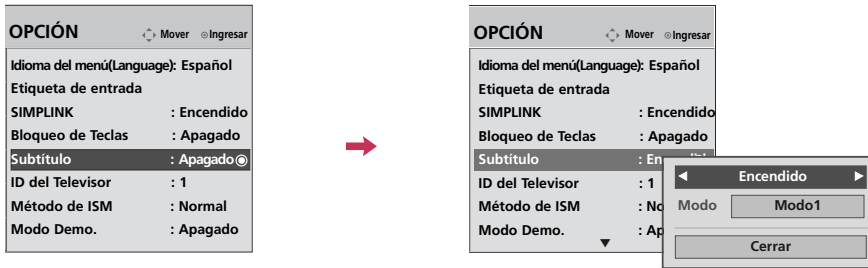 OPCIÓN Mover Ingresar
Idioma del menú(Language): Español
Etiqueta de entrada
SIMPLINK : Encendido
Bloqueo de Teclas : Apagado
Subtítulo : Apagado
ID del Televisor : 1
Método de ISM : Normal
Modo Demo. : Apagado
OPCIÓN Mover Ingresar
Idioma del menú(Language): Español
Etiqueta de entrada
SIMPLINK : Encendido
Bloqueo de Teclas : Apagado
Subtítulo
ID del Televisor : 1
Método de ISM
Modo Demo.
Encendido
Modo Modo1
Cerrar